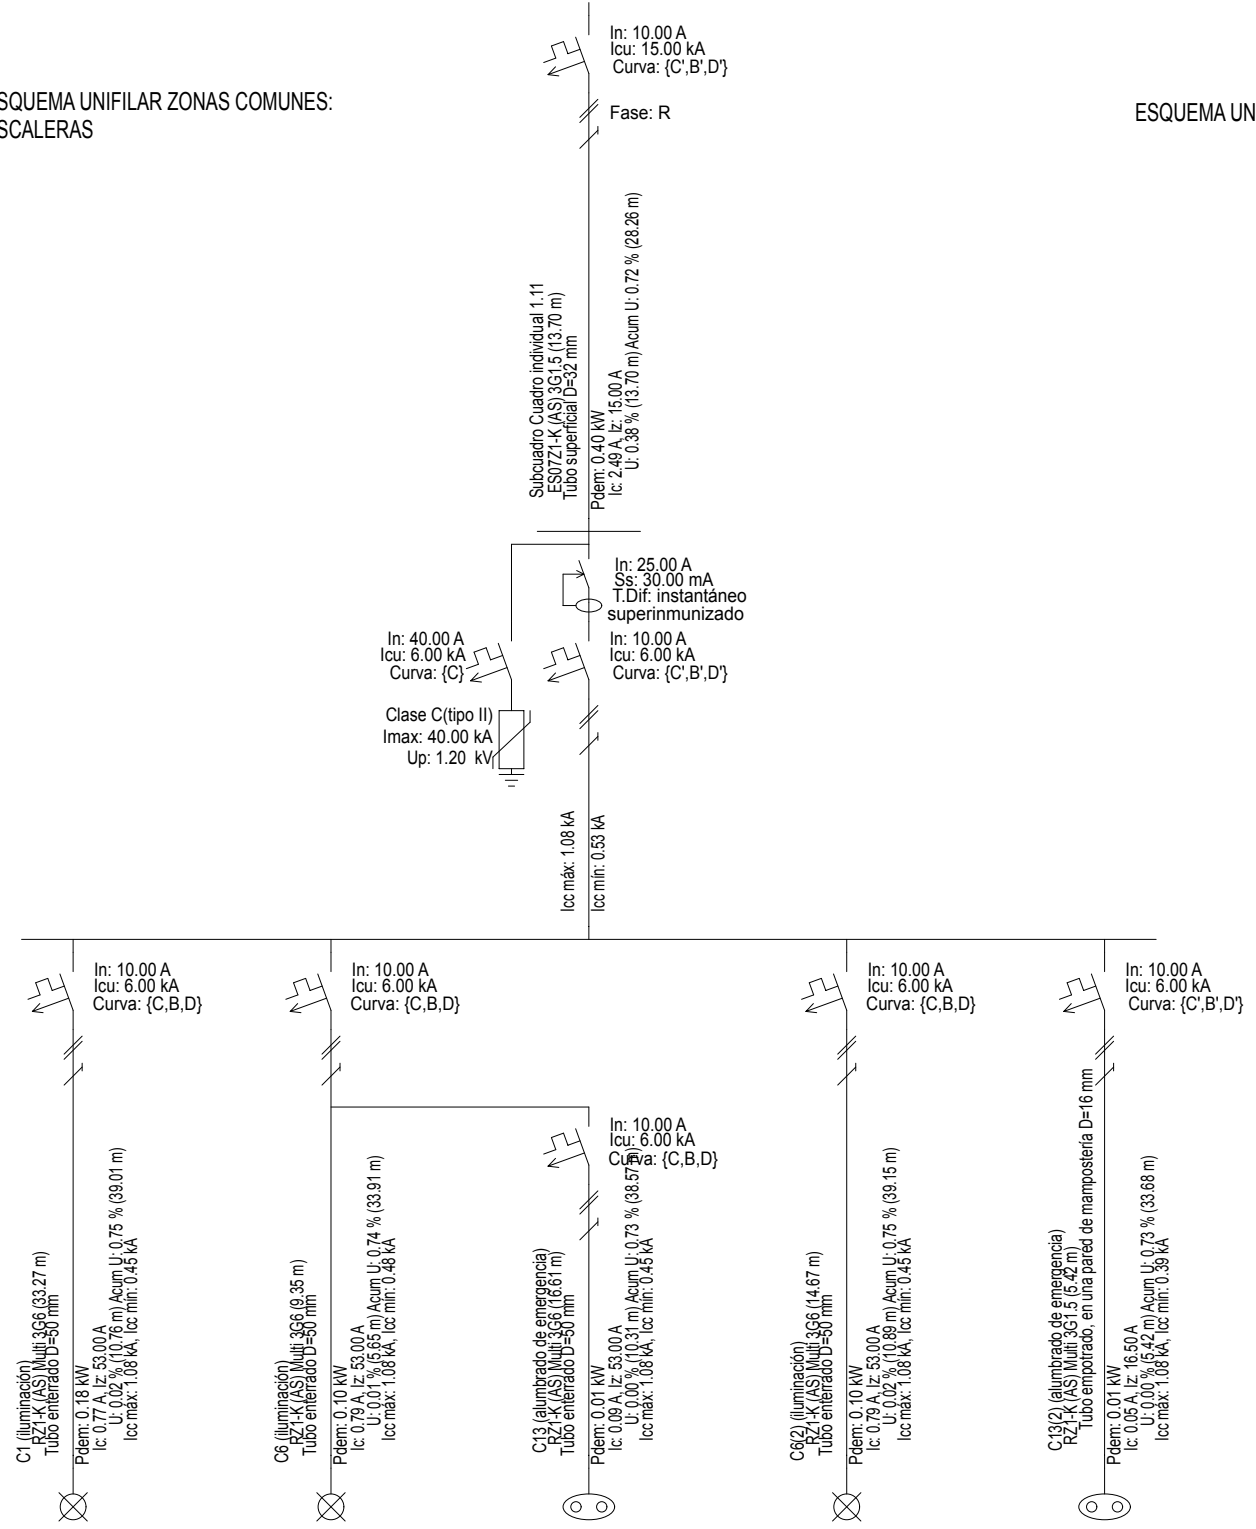 SQUEMA UNIFILAR ZONAS COMUNES:
SCALERAS
ESQUEMA UN
In: 10.00 A
Icu: 15.00 kA
Curva: {C',B',D'}
Fase: R
Subcuadro Cuadro individual 1.11
ES07Z1-K (AS) 3G1.5 (13.70 m)
Tubo superficial D=32 mm
Pdem: 0.40 kW
Ic: 2.49 A, Iz: 15.00 A
U: 0.38 % (13.70 m) Acum U: 0.72 % (28.26 m)
In: 25.00 A
Ss: 30.00 mA
T.Dif: instantáneo
superinmunizado
In: 40.00 A
Icu: 6.00 kA
Curva: {C}
In: 10.00 A
Icu: 6.00 kA
Curva: {C',B',D'}
Clase C(tipo II)
Imax: 40.00 kA
Up: 1.20 kV
Icc máx: 1.08 kA
Icc mín: 0.53 kA
In: 10.00 A
Icu: 6.00 kA
Curva: {C,B,D}
In: 10.00 A
Icu: 6.00 kA
Curva: {C,B,D}
In: 10.00 A
Icu: 6.00 kA
Curva: {C,B,D}
In: 10.00 A
Icu: 6.00 kA
Curva: {C,B,D}
In: 10.00 A
Icu: 6.00 kA
Curva: {C',B',D'}
C1 (iluminación)
RZ1-K (AS) Multi 3G6 (33.27 m)
Tubo enterrado D=50 mm
Pdem: 0.18 kW
Ic: 0.77 A, Iz: 53.00 A
U: 0.02 % (10.76 m) Acum U: 0.75 % (39.01 m)
Icc máx: 1.08 kA, Icc mín: 0.45 kA
C6 (iluminación)
RZ1-K (AS) Multi 3G6 (9.35 m)
Tubo enterrado D=50 mm
Pdem: 0.10 kW
Ic: 0.79 A, Iz: 53.00 A
U: 0.01 % (5.65 m) Acum U: 0.74 % (33.91 m)
Icc máx: 1.08 kA, Icc mín: 0.48 kA
C13 (alumbrado de emergencia)
RZ1-K (AS) Multi 3G6 (16.61 m)
Tubo enterrado D=50 mm
Pdem: 0.01 kW
Ic: 0.09 A, Iz: 53.00 A
U: 0.00 % (10.31 m) Acum U: 0.73 % (38.57 m)
Icc máx: 1.08 kA, Icc mín: 0.45 kA
C6(2) (iluminación)
RZ1-K (AS) Multi 3G6 (14.67 m)
Tubo enterrado D=50 mm
Pdem: 0.10 kW
Ic: 0.79 A, Iz: 53.00 A
U: 0.02 % (10.89 m) Acum U: 0.75 % (39.15 m)
Icc máx: 1.08 kA, Icc mín: 0.45 kA
C13(2) (alumbrado de emergencia)
RZ1-K (AS) Multi 3G1.5 (5.42 m)
Tubo empotrado, en una pared de mampostería D=16 mm
Pdem: 0.01 kW
Ic: 0.05 A, Iz: 16.50 A
U: 0.00 % (5.42 m) Acum U: 0.73 % (33.68 m)
Icc máx: 1.08 kA, Icc mín: 0.39 kA